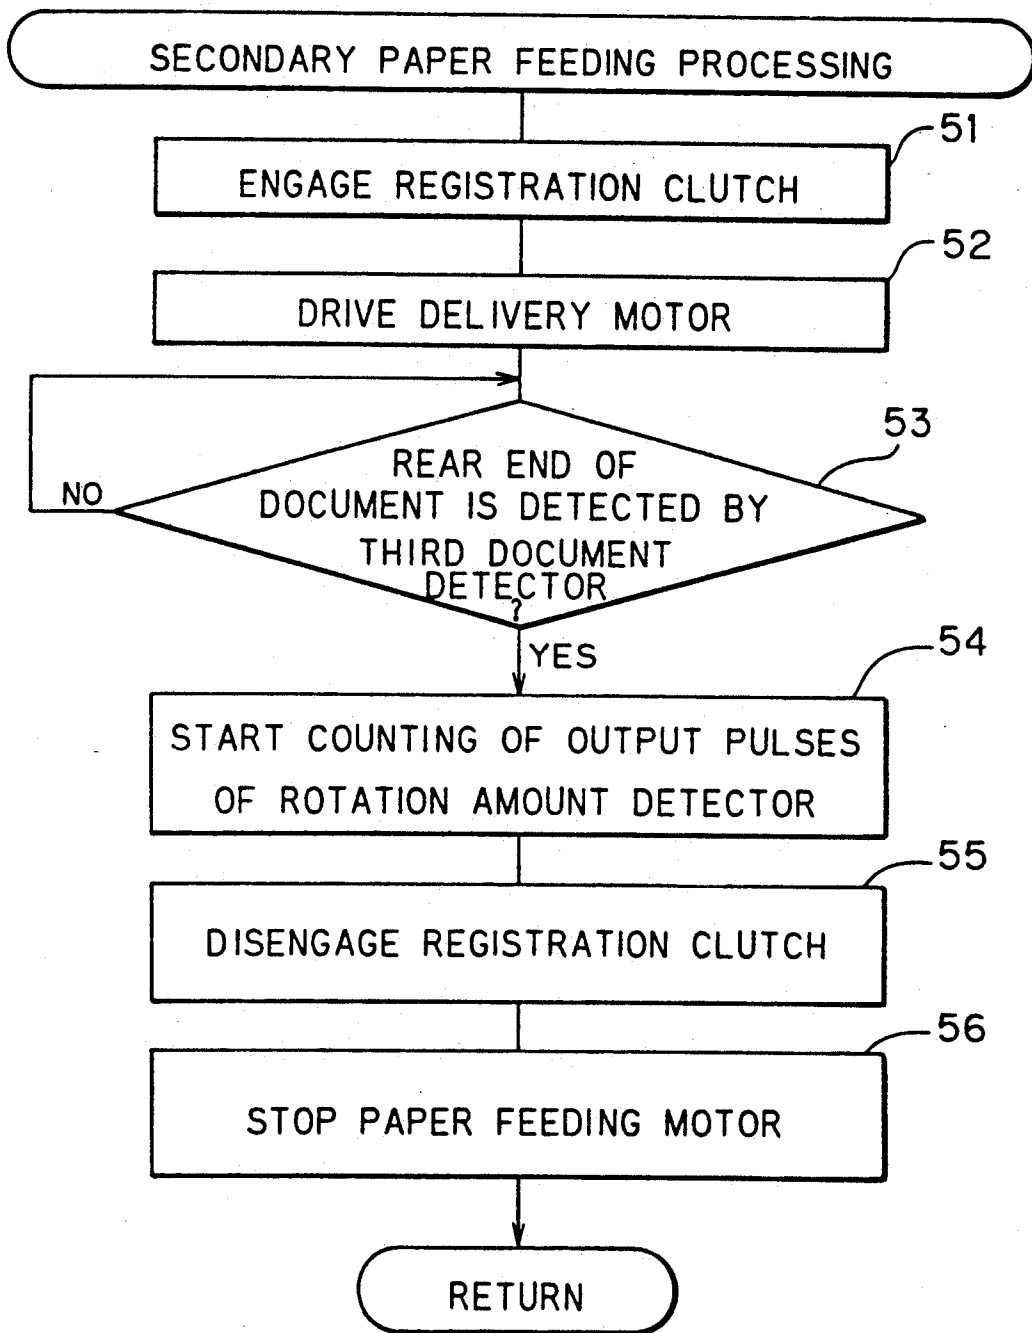 SECONDARY PAPER FEEDING PROCESSING
51
ENGAGE REGISTRATION CLUTCH
52
DRIVE DELIVERY MOTOR
53
REAR END OF
DOCUMENT IS DETECTED BY
THIRD DOCUMENT
DETECTOR
?
NO
YES
54
START COUNTING OF OUTPUT PULSES
OF ROTATION AMOUNT DETECTOR
55
DISENGAGE REGISTRATION CLUTCH
56
STOP PAPER FEEDING MOTOR
RETURN